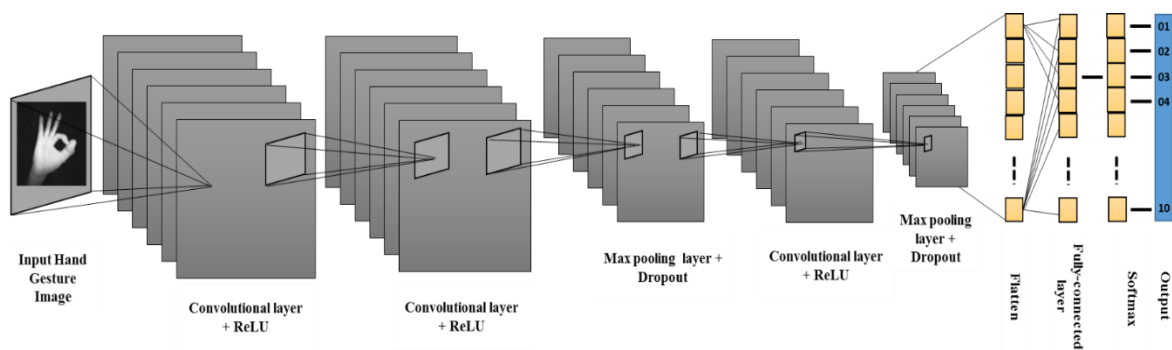 Input Hand
Gesture
Image
Convolutional layer
+ ReLU
Convolutional layer
+ ReLU
Max pooling layer +
Dropout
Convolutional layer
+ ReLU
Max pooling
layer +
Dropout
Flatten
Fully-connected
layer
Softmax
Output
01
02
03
04
10